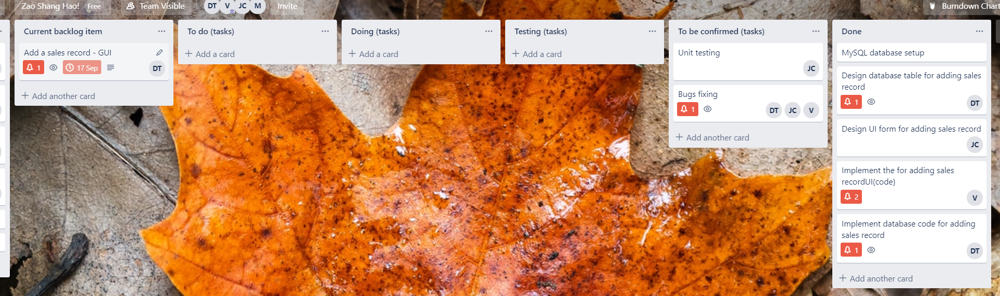 Zao Shang Hao! Free Team Visible DT V JC M Invite Burndown Chart
Current backlog item
Add a sales record - GUI
1 17 Sep DT
+ Add another card
To do (tasks)
+ Add a card
Doing (tasks)
+ Add a card
Testing (tasks)
+ Add a card
To be confirmed (tasks)
Unit testing
JC
Bugs fixing
1 DT JC V
+ Add another card
Done
MySQL database setup
Design database table for adding sales
record
1 DT
Design UI form for adding sales record
JC
Implement the for adding sales
recordUI(code)
2 V
Implement database code for adding
sales record
1 DT
+ Add another card